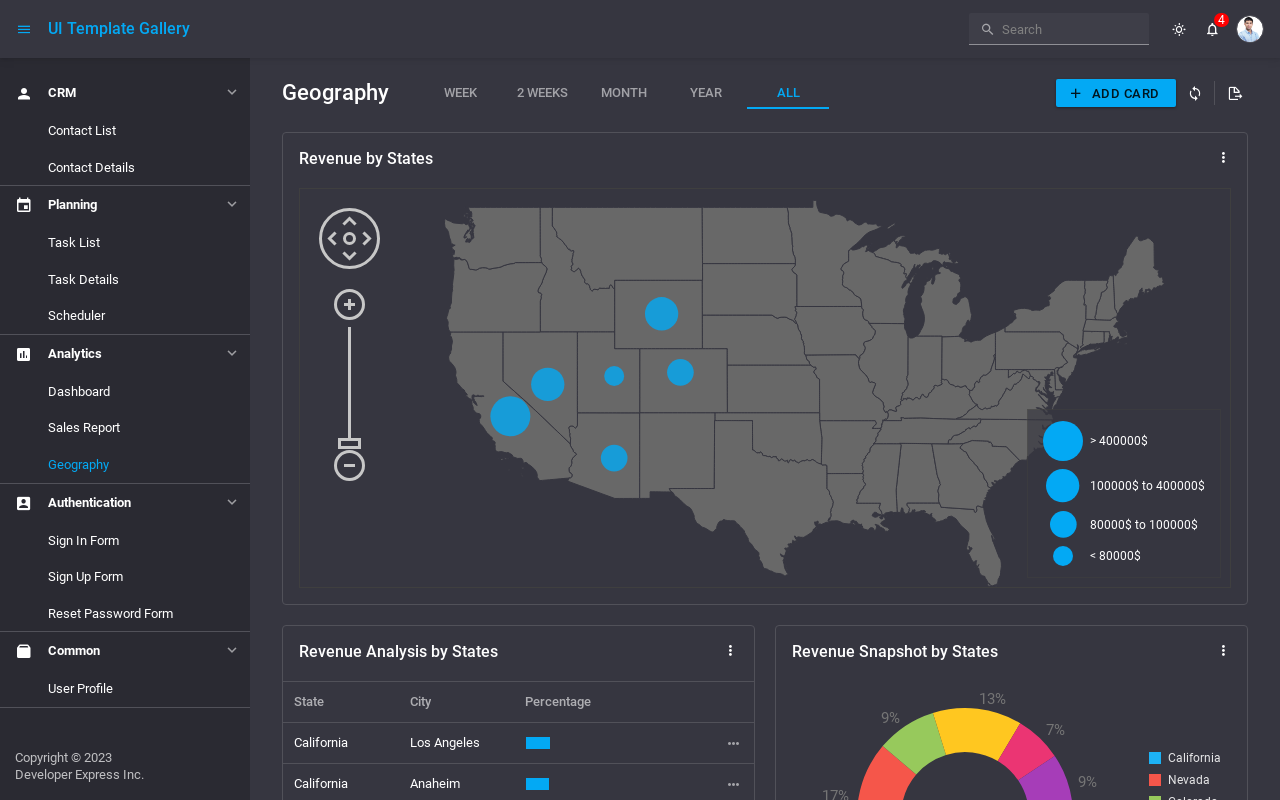 UI Template Gallery
Search
4
CRM
Contact List
Contact Details
Planning
Task List
Task Details
Scheduler
Analytics
Dashboard
Sales Report
Geography
Authentication
Sign In Form
Sign Up Form
Reset Password Form
Common
User Profile
Copyright © 2023
Developer Express Inc.
Geography
WEEK
2 WEEKS
MONTH
YEAR
ALL
ADD CARD
Revenue by States
> 400000$
100000$ to 400000$
80000$ to 100000$
< 80000$
Revenue Analysis by States
State City Percentage
California Los Angeles
California Anaheim
Revenue Snapshot by States
13%
9%
7%
9%
17%
California
Nevada
Colorado